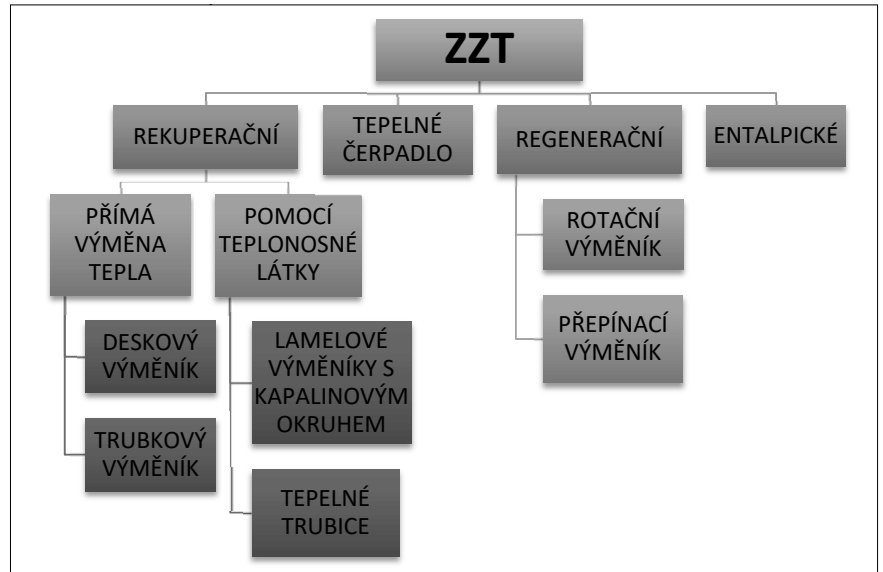 ZZT
REKUPERAČNÍ
TEPELNÉ
ČERPADLO
REGENERAČNÍ
ENTALPICKÉ
PŘÍMÁ
VÝMĚNA
TEPLA
POMOCÍ
TEPLONOSNÉ
LÁTKY
ROTAČNÍ
VÝMĚNÍK
PŘEPÍNACÍ
VÝMĚNÍK
DESKOVÝ
VÝMĚNÍK
TRUBKOVÝ
VÝMĚNÍK
LAMELOVÉ
VÝMĚNÍKY S
KAPALINOVÝM
OKRUHEM
TEPELNÉ
TRUBICE